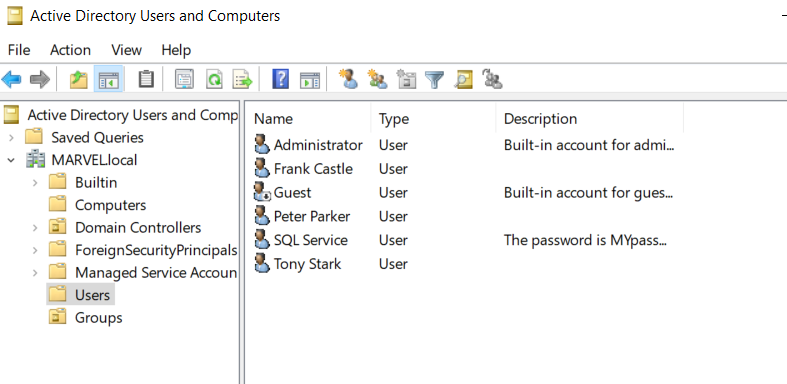 Active Directory Users and Computers
File Action View Help
Active Directory Users and Comp
Saved Queries
MARVEL.local
Builtin
Computers
Domain Controllers
ForeignSecurityPrincipals
Managed Service Accoun
Users
Groups
Name Type Description
Administrator User Built-in account for admi...
Frank Castle User
Guest User Built-in account for gues...
Peter Parker User
SQL Service User The password is MYpass...
Tony Stark User